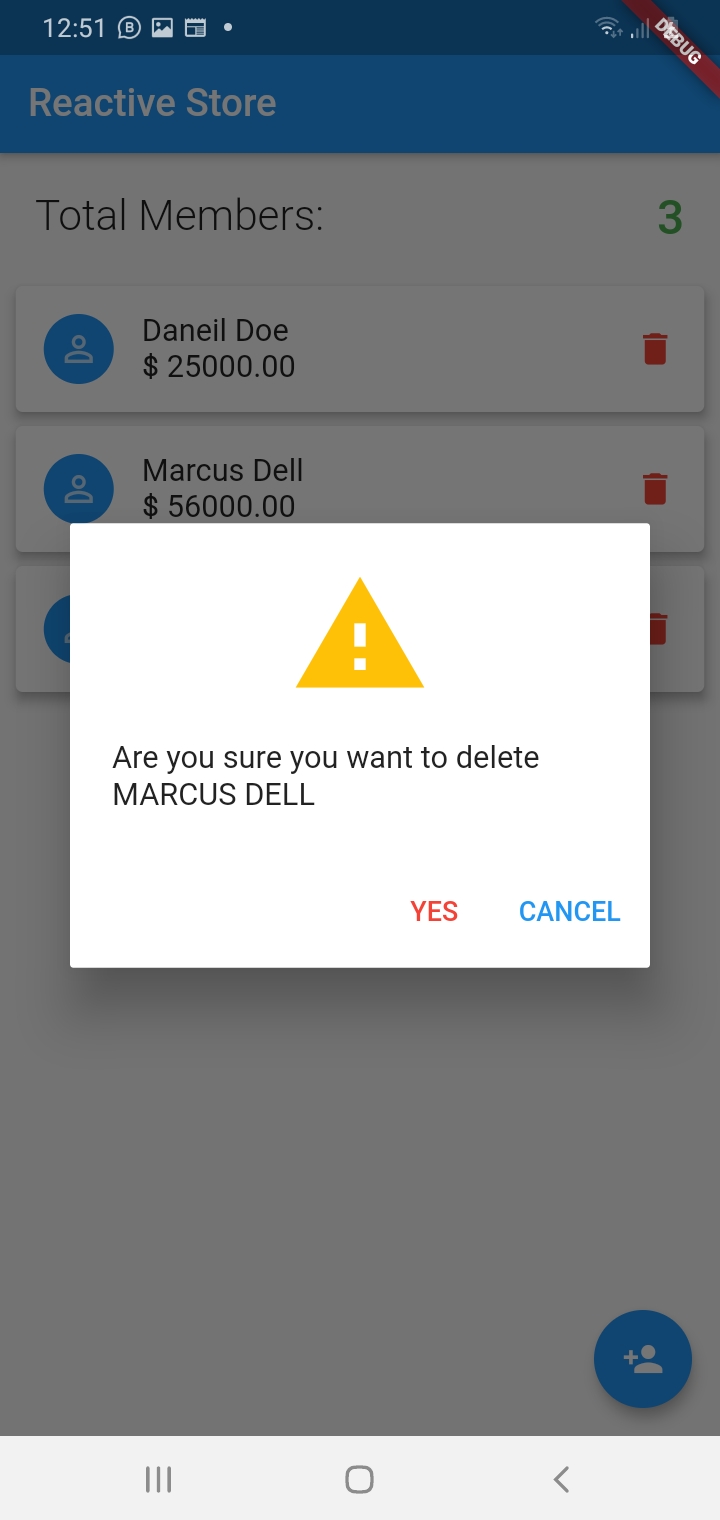 12:51
DEBUG
Reactive Store
Total Members:
3
Daneil Doe
$ 25000.00
Marcus Dell
$ 56000.00
Are you sure you want to delete
MARCUS DELL
YES
CANCEL